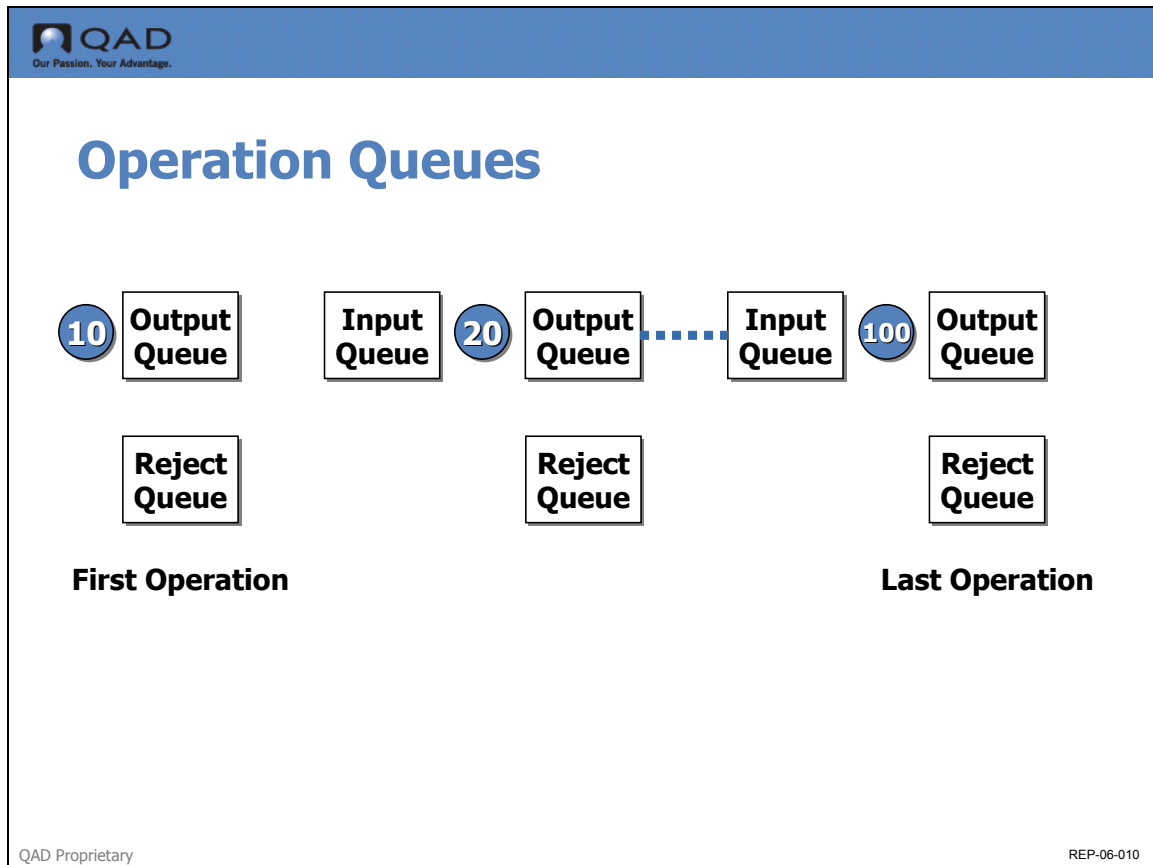 QAD
Our Passion. Your Advantage.
Operation Queues
10
Output
Queue
Input
Queue
20
Output
Queue
Input
Queue
100
Output
Queue
Reject
Queue
Reject
Queue
Reject
Queue
First Operation
Last Operation
QAD Proprietary
REP-06-010